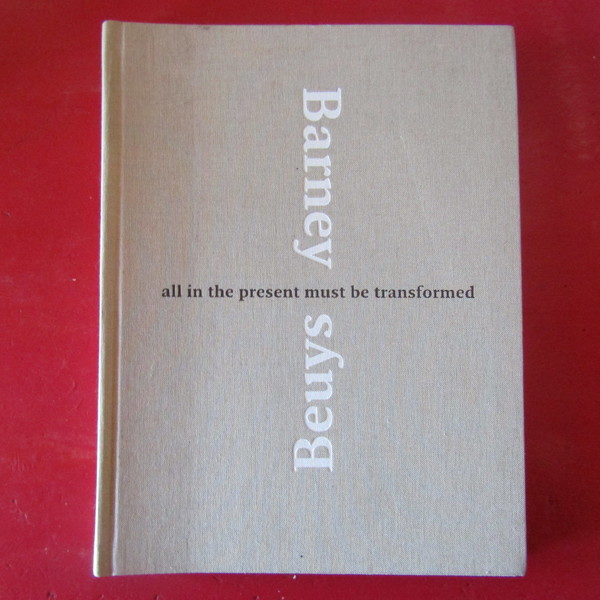 Barney
all in the present must be transformed
Beuys